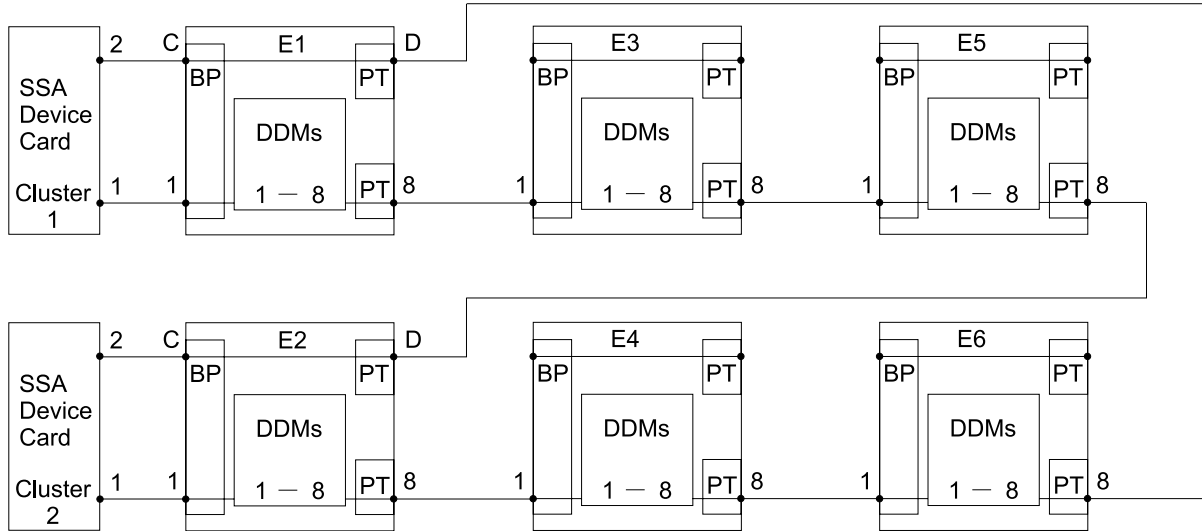 2 C E1 D E3 E5
BP PT BP PT BP PT
SSA
Device
Card
DDMs DDMs DDMs
Cluster
1
1 1 1 — 8 PT 8 1 1 — 8 PT 8 1 1 — 8 PT 8
2 C E2 D E4 E6
BP PT BP PT BP PT
SSA
Device
Card
DDMs DDMs DDMs
Cluster
2
1 1 1 — 8 PT 8 1 1 — 8 PT 8 1 1 — 8 PT 8